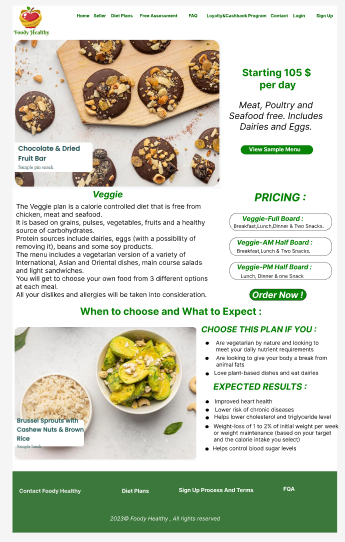 Home Seller Diet Plans Free Assessment FAQ Loyalty&Cashback Program Contact Login Sign Up
Foody Healthy
Starting 105 $
per day
Meat, Poultry and
Seafood free. Includes
Dairies and Eggs.
View Sample Menu
Chocolate & Dried
Fruit Bar
Sample pm snack
Veggie
The Veggie plan is a calorie controlled diet that is free from
chicken, meat and seafood.
It is based on grains, pulses, vegetables, fruits and a healthy
source of carbohydrates.
Protein sources include dairies, eggs (with a possibility of
removing it), beans and some soy products.
The menu includes a vegetarian version of a variety of
International, Asian and Oriental dishes, main course salads
and light sandwiches.
You will get to choose your own food from 3 different options
at each meal.
All your dislikes and allergies will be taken into consideration.
PRICING :
Veggie-Full Board :
Breakfast,Lunch,Dinner & Two Snacks.
Veggie-AM Half Board :
Breakfast,Lunch & Two Snacks.
Veggie-PM Half Board :
Lunch, Dinner & one Snack
Order Now !
When to choose and What to Expect :
CHOOSE THIS PLAN IF YOU :
Are vegetarian by nature and looking to
meet your daily nutrient requirements
Are looking to give your body a break from
animal fats
Love plant-based dishes and eat dairies
EXPECTED RESULTS :
Improved heart health
Lower risk of chronic diseases
Helps lower cholesterol and triglyceride level
Weight-loss of 1 to 2% of initial weight per week
or weight maintenance (based on your target
and the calorie intake you select)
Helps control blood sugar levels
Brussel Sprouts with
Cashew Nuts & Brown
Rice
Sample lunch
Contact Foody Healthy Diet Plans Sign Up Process And Terms FQA
2023© Foody Healthy , All rights reserved